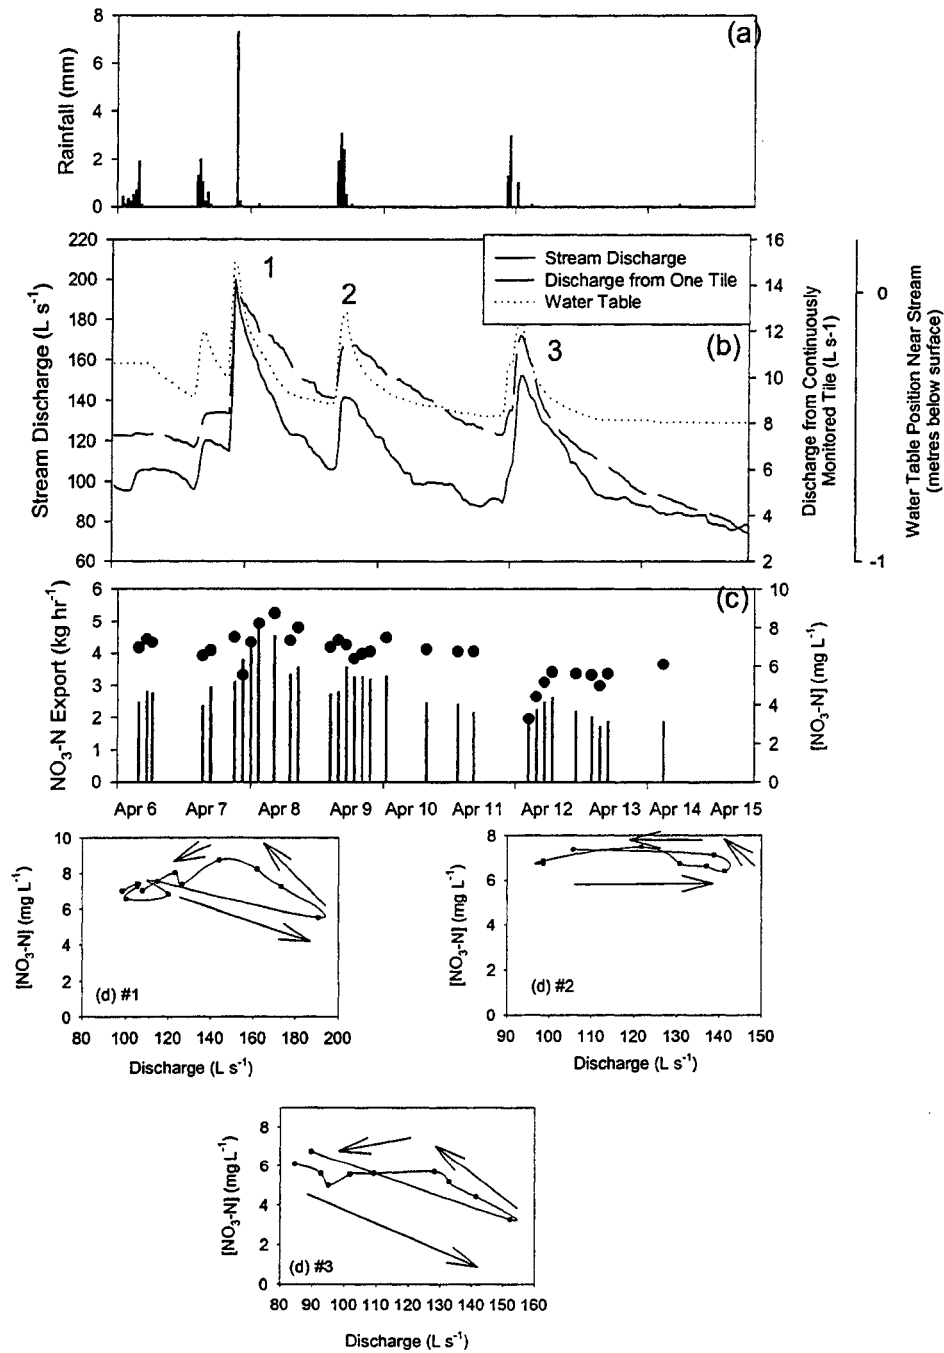 (a)
Rainfall (mm)
8
6
4
2
0
Stream Discharge
Discharge from One Tile
Water Table
1
2
3
(b)
Stream Discharge (L s-1)
220
200
180
160
140
120
100
80
60
16
14
12
10
8
6
4
2
Discharge from Continuously
Monitored Tile (L s-1)
0
-1
Water Table Position Near Stream
(metres below surface)
(c)
NO3-N Export (kg hr-1)
6
5
4
3
2
1
0
10
8
6
4
2
0
[NO3-N] (mg L-1)
Apr 6 Apr 7 Apr 8 Apr 9 Apr 10 Apr 11 Apr 12 Apr 13 Apr 14 Apr 15
[NO3-N] (mg L-1)
10
8
6
4
2
0
(d) #1
80 100 120 140 160 180 200
Discharge (L s-1)
[NO3-N] (mg L-1)
8
6
4
2
0
(d) #2
90 100 110 120 130 140 150
Discharge (L s-1)
[NO3-N] (mg L-1)
8
6
4
2
0
(d) #3
80 90 100 110 120 130 140 150 160
Discharge (L s-1)